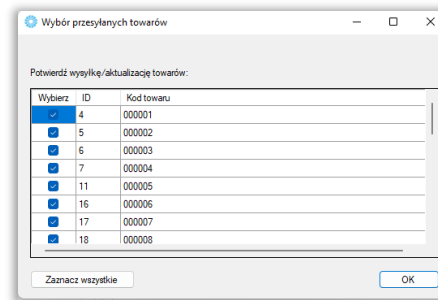 Wybór przesyłanych towarów
Potwierdź wysyłkę/aktualizację towarów:
Wybierz ID Kod towaru
4 000001
5 000002
6 000003
7 000004
11 000005
16 000006
17 000007
18 000008
Zaznacz wszystkie OK